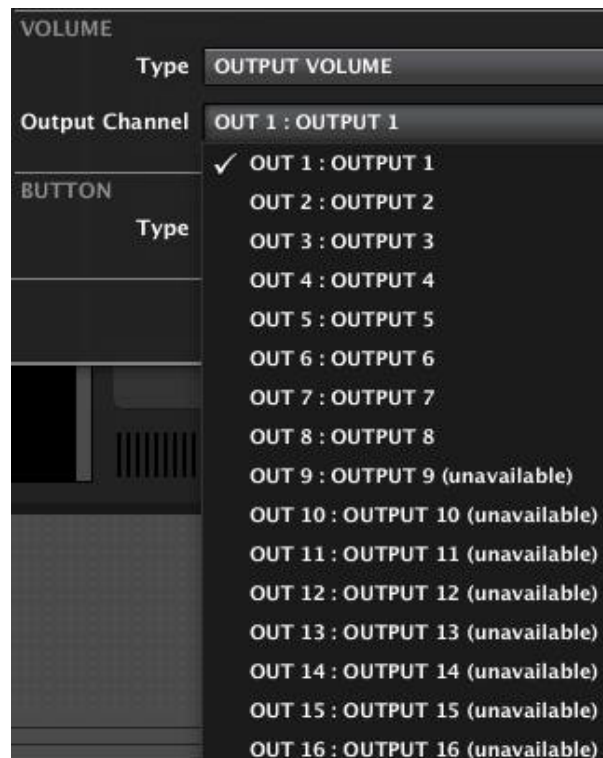 VOLUME
Type OUTPUT VOLUME
Output Channel OUT 1 : OUTPUT 1
✓ OUT 1 : OUTPUT 1
OUT 2 : OUTPUT 2
BUTTON
Type
OUT 3 : OUTPUT 3
OUT 4 : OUTPUT 4
OUT 5 : OUTPUT 5
OUT 6 : OUTPUT 6
OUT 7 : OUTPUT 7
OUT 8 : OUTPUT 8
OUT 9 : OUTPUT 9 (unavailable)
OUT 10 : OUTPUT 10 (unavailable)
OUT 11 : OUTPUT 11 (unavailable)
OUT 12 : OUTPUT 12 (unavailable)
OUT 13 : OUTPUT 13 (unavailable)
OUT 14 : OUTPUT 14 (unavailable)
OUT 15 : OUTPUT 15 (unavailable)
OUT 16 : OUTPUT 16 (unavailable)